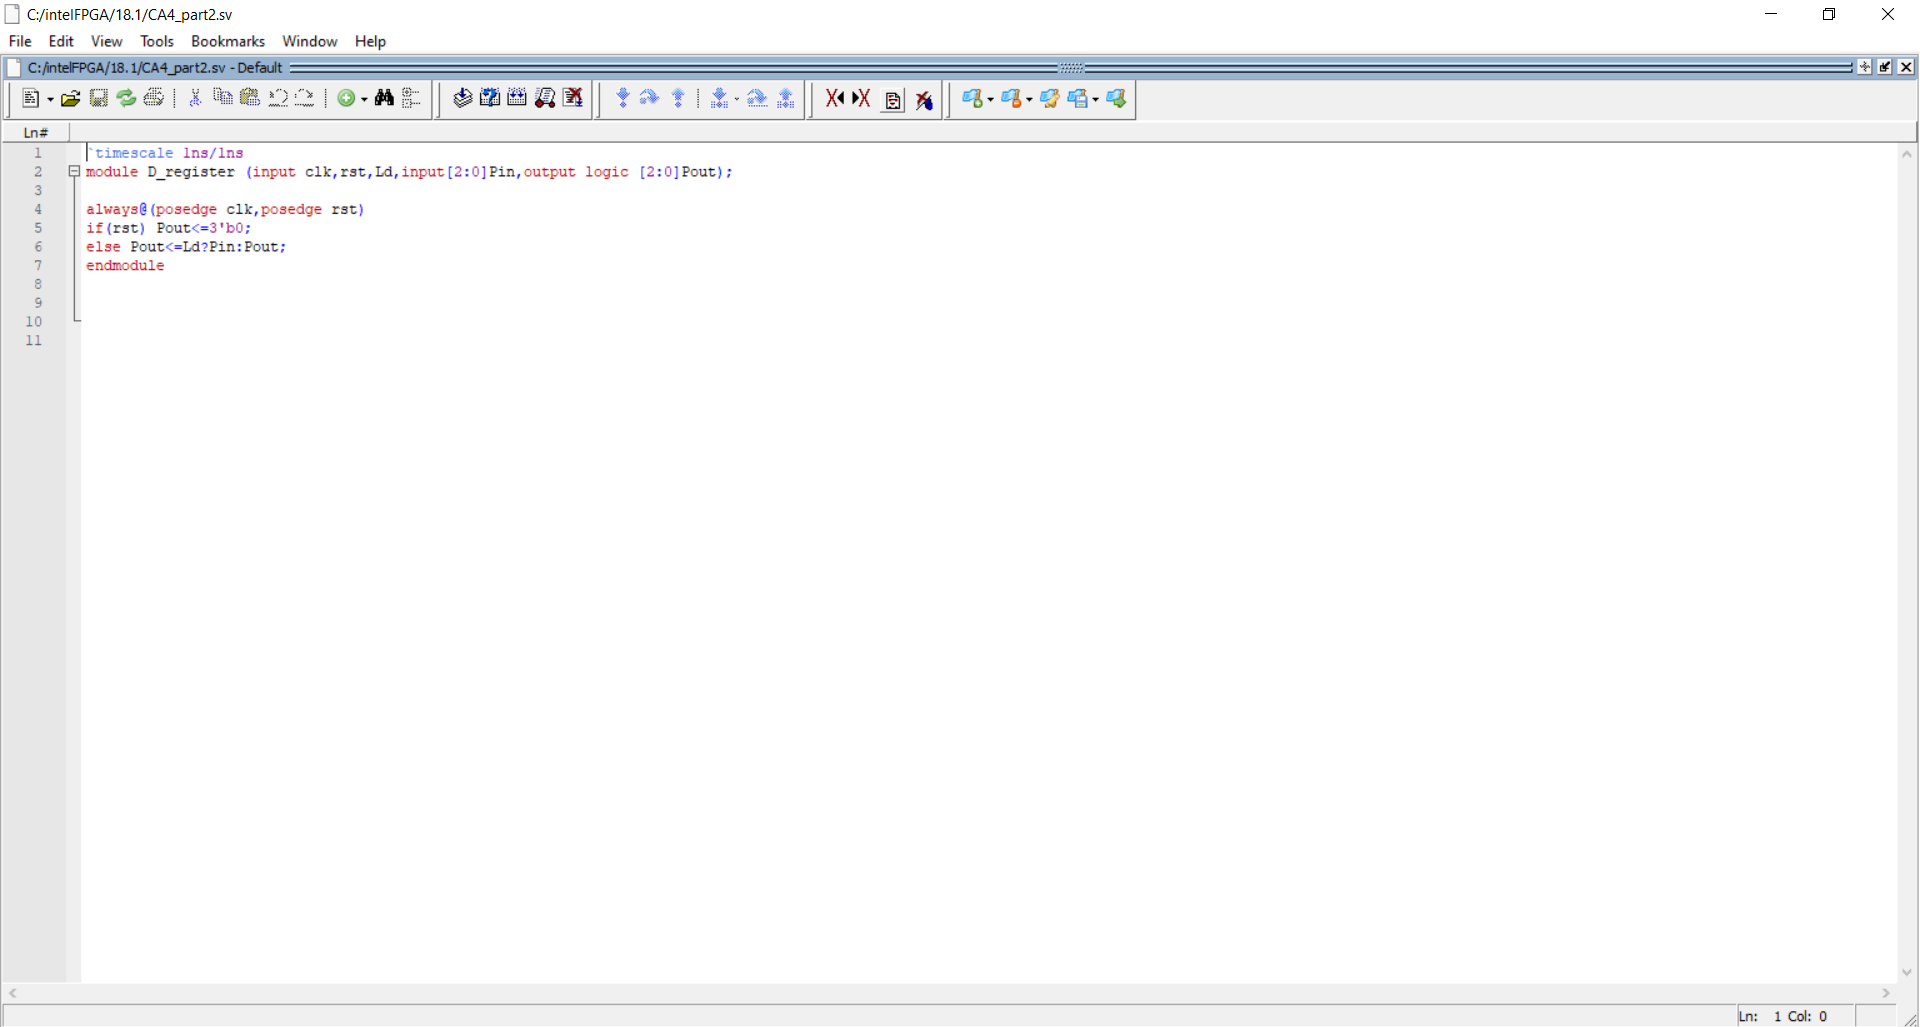 C:/intelFPGA/18.1/CA4_part2.sv
File Edit View Tools Bookmarks Window Help
C:/intelFPGA/18.1/CA4_part2.sv - Default
Ln#
1 `timescale 1ns/1ns
2 module D_register (input clk,rst,Ld,input[2:0]Pin,output logic [2:0]Pout);
3
4 always@(posedge clk,posedge rst)
5 if(rst) Pout<=3'b0;
6 else Pout<=Ld?Pin:Pout;
7 endmodule
8
9
10
11
Ln: 1 Col: 0